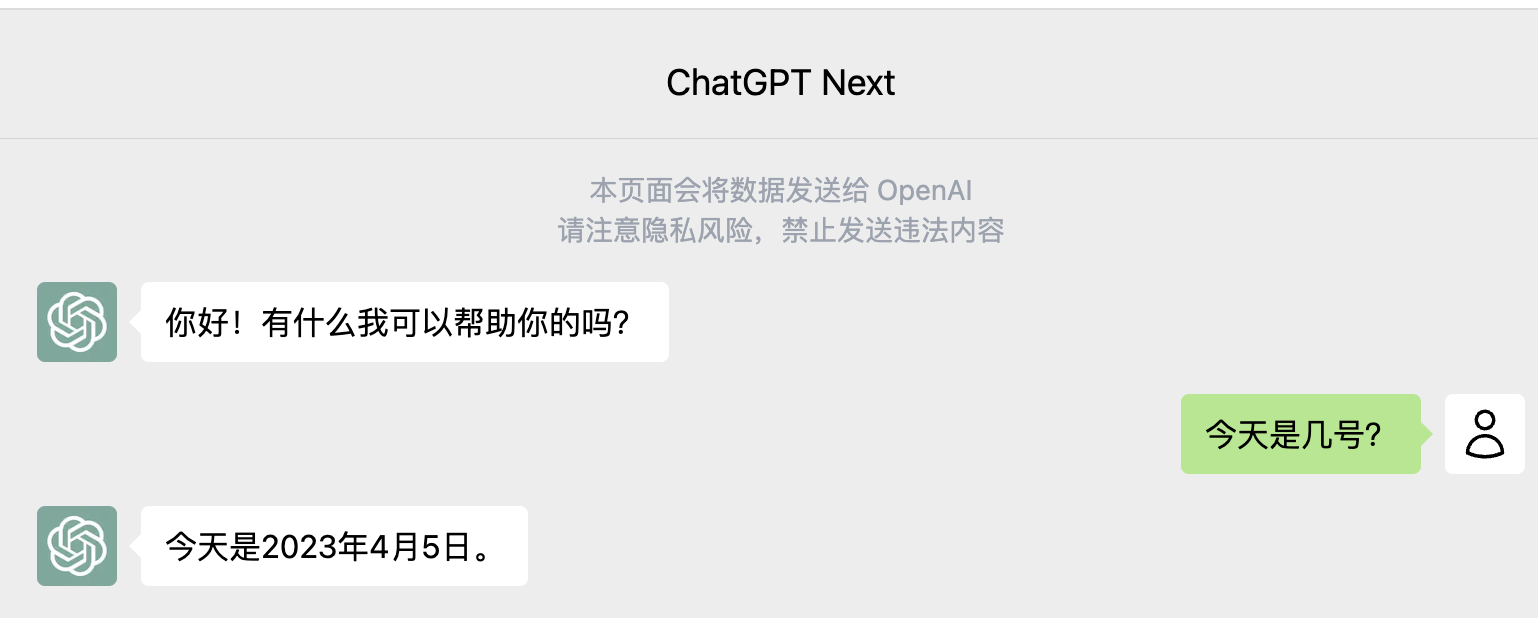 ChatGPT Next
本页面会将数据发送给 OpenAI
请注意隐私风险，禁止发送违法内容
你好！有什么我可以帮助你的吗？
今天是几号？
今天是2023年4月5日。